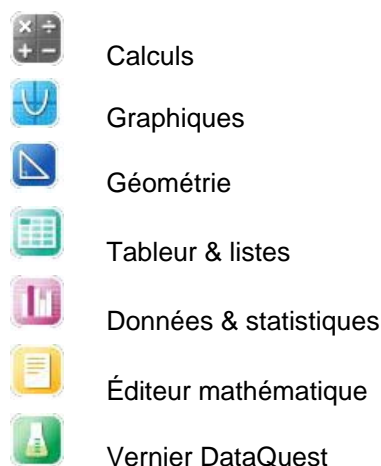 Calculs
Graphiques
Géométrie
Tableur & listes
Données & statistiques
Éditeur mathématique
Vernier DataQuest